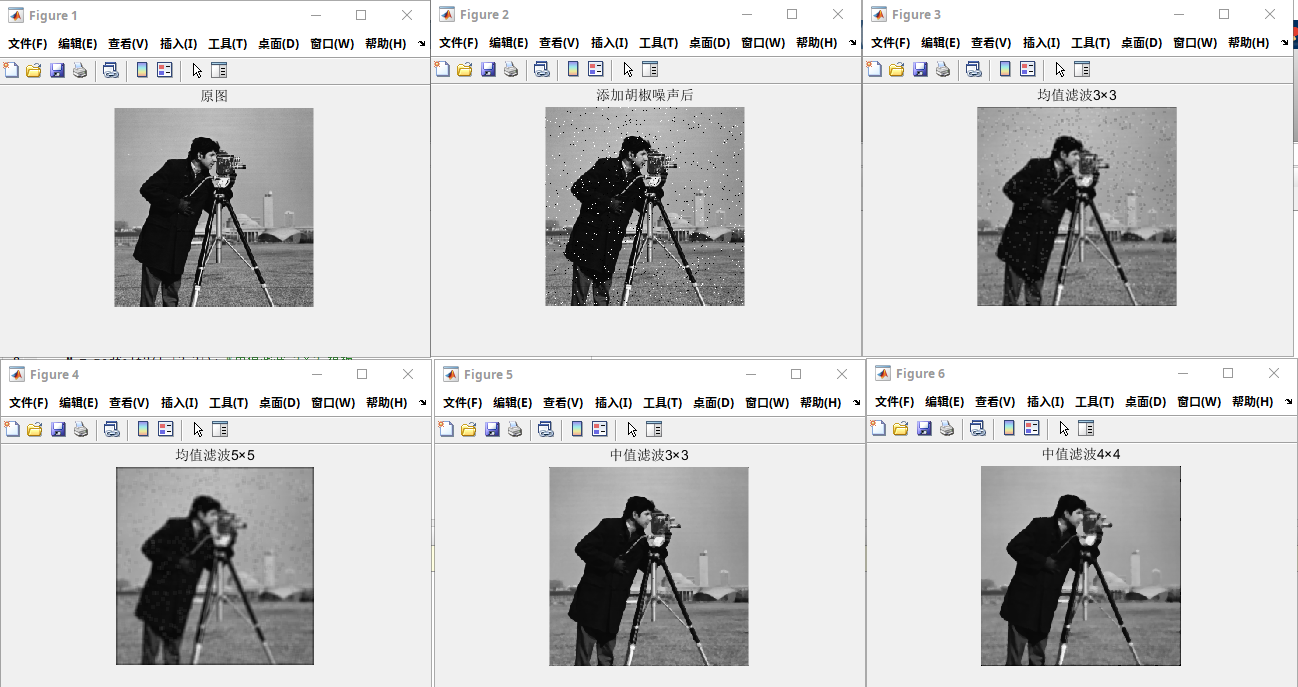 Figure 1
文件(F) 编辑(E) 查看(V) 插入(I) 工具(T) 桌面(D) 窗口(W) 帮助(H)
原图
Figure 2
文件(F) 编辑(E) 查看(V) 插入(I) 工具(T) 桌面(D) 窗口(W) 帮助(H)
添加胡椒噪声后
Figure 3
文件(F) 编辑(E) 查看(V) 插入(I) 工具(T) 桌面(D) 窗口(W) 帮助(H)
均值滤波3×3
Figure 4
文件(F) 编辑(E) 查看(V) 插入(I) 工具(T) 桌面(D) 窗口(W) 帮助(H)
均值滤波5×5
Figure 5
文件(F) 编辑(E) 查看(V) 插入(I) 工具(T) 桌面(D) 窗口(W) 帮助(H)
中值滤波3×3
Figure 6
文件(F) 编辑(E) 查看(V) 插入(I) 工具(T) 桌面(D) 窗口(W) 帮助(H)
中值滤波4×4